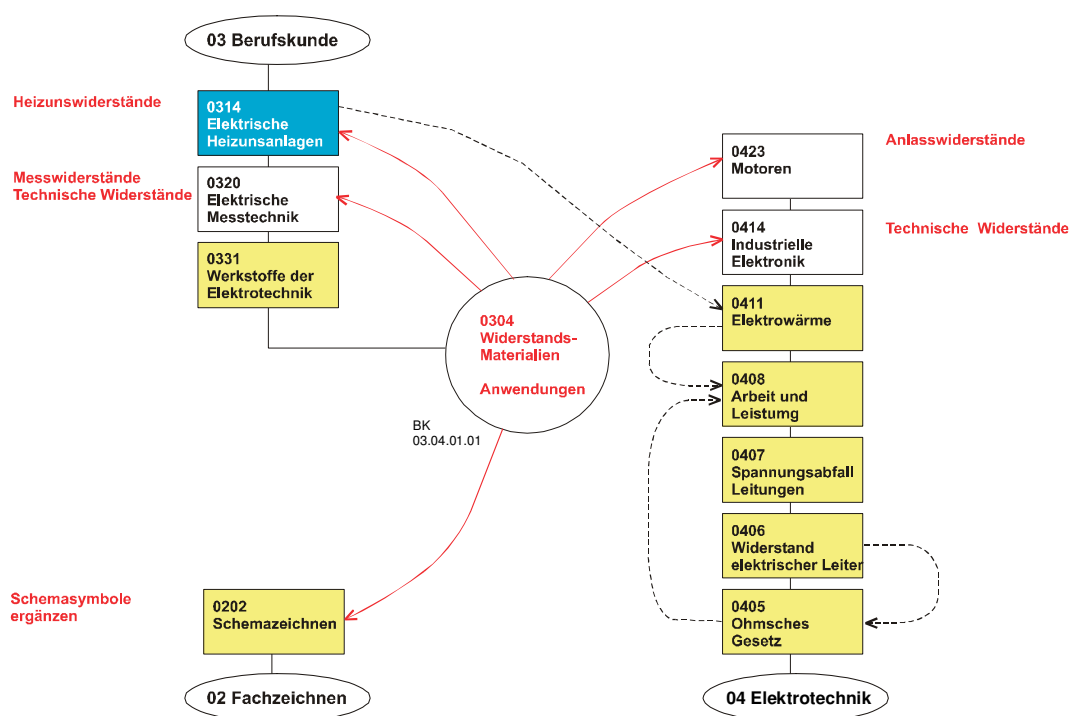 03 Berufskunde
Heizunswiderstände
0314
Elektrische
Heizunsanlagen
Messwiderstände
Technische Widerstände
0320
Elektrische
Messtechnik
0331
Werkstoffe der
Elektrotechnik
0304
Widerstands-
Materialien
Anwendungen
BK
03.04.01.01
Anlasswiderstände
0423
Motoren
Technische Widerstände
0414
Industrielle
Elektronik
0411
Elektrowärme
0408
Arbeit und
Leistumg
0407
Spannungsabfall
Leitungen
0406
Widerstand
elektrischer Leiter
0405
Ohmsches
Gesetz
Schemasymbole
ergänzen
0202
Schemazeichnen
02 Fachzeichnen
04 Elektrotechnik